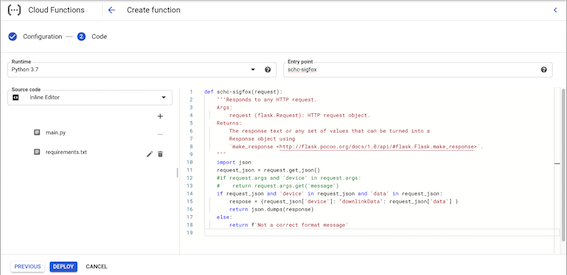 Cloud Functions
Create function
Configuration
2 Code
Runtime
Python 3.7
Entry point
schc-sigfox
Source code
Inline Editor
main.py
requirements.txt
1 def schc-sigfox(request):
2 """Responds to any HTTP request.
3 Args:
4 request (flask.Request): HTTP request object.
5 Returns:
6 The response text or any set of values that can be turned into a
7 Response object using
8 `make_response <http://flask.pocoo.org/docs/1.0/api/#flask.Flask.make_response>`.
9 """
10 import json
11 request_json = request.get_json()
12 #if request.args and 'device' in request.args:
13 # return request.args.get('message')
14 if request_json and 'device' in request_json and 'data' in request_json:
15 respose = {request_json['device']: "downlinkData": request_json['data'] }
16 return json.dumps(response)
17 else:
18 return f'Not a correct format message'
19
PREVIOUS
DEPLOY
CANCEL